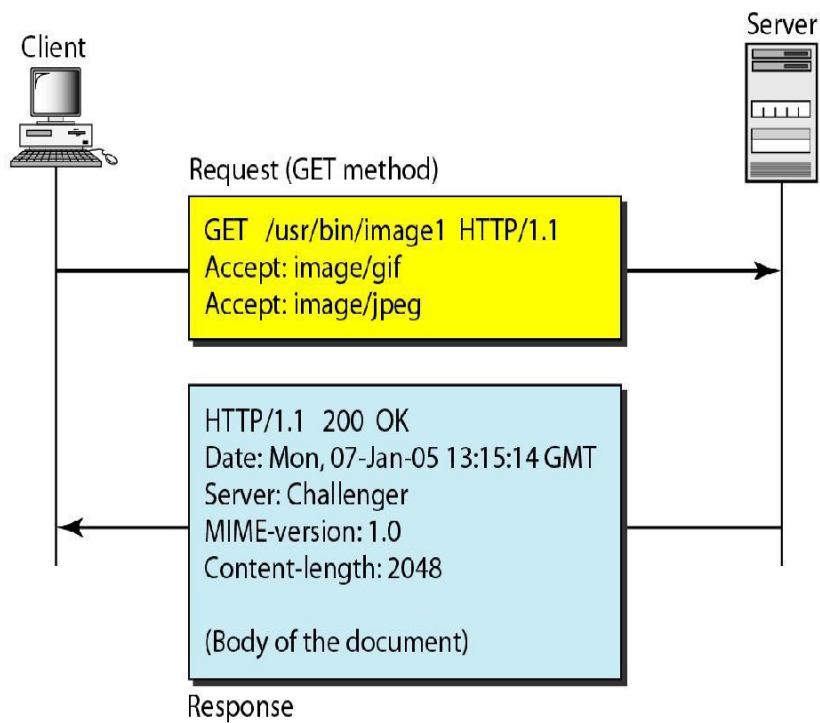 Client
Server
Request (GET method)
GET /usr/bin/image1 HTTP/1.1
Accept: image/gif
Accept: image/jpeg
HTTP/1.1 200 OK
Date: Mon, 07-Jan-05 13:15:14 GMT
Server: Challenger
MIME-version: 1.0
Content-length: 2048
(Body of the document)
Response